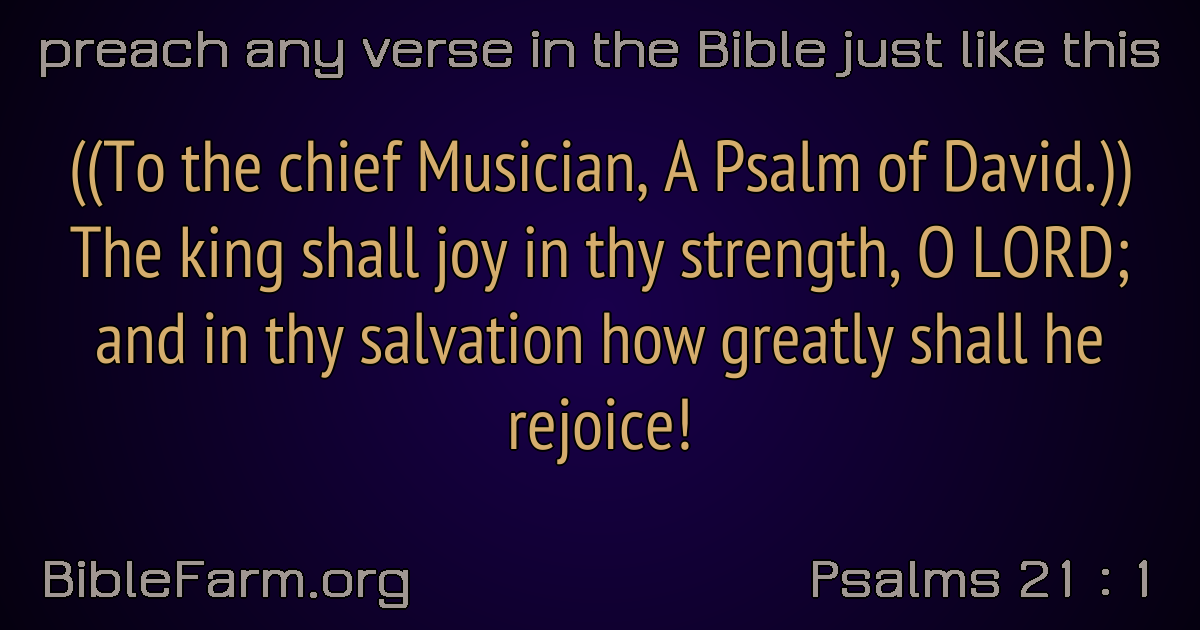 preach any verse in the Bible just like this
((To the chief Musician, A Psalm of David.))
The king shall joy in thy strength, O LORD;
and in thy salvation how greatly shall he
rejoice!
BibleFarm.org
Psalms 21 : 1